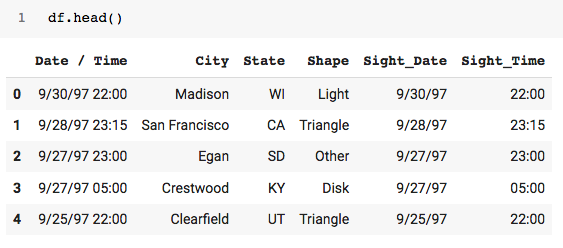 1 df.head()
Date / Time City State Shape Sight_Date Sight_Time
0 9/30/97 22:00 Madison WI Light 9/30/97 22:00
1 9/28/97 23:15 San Francisco CA Triangle 9/28/97 23:15
2 9/27/97 23:00 Egan SD Other 9/27/97 23:00
3 9/27/97 05:00 Crestwood KY Disk 9/27/97 05:00
4 9/25/97 22:00 Clearfield UT Triangle 9/25/97 22:00